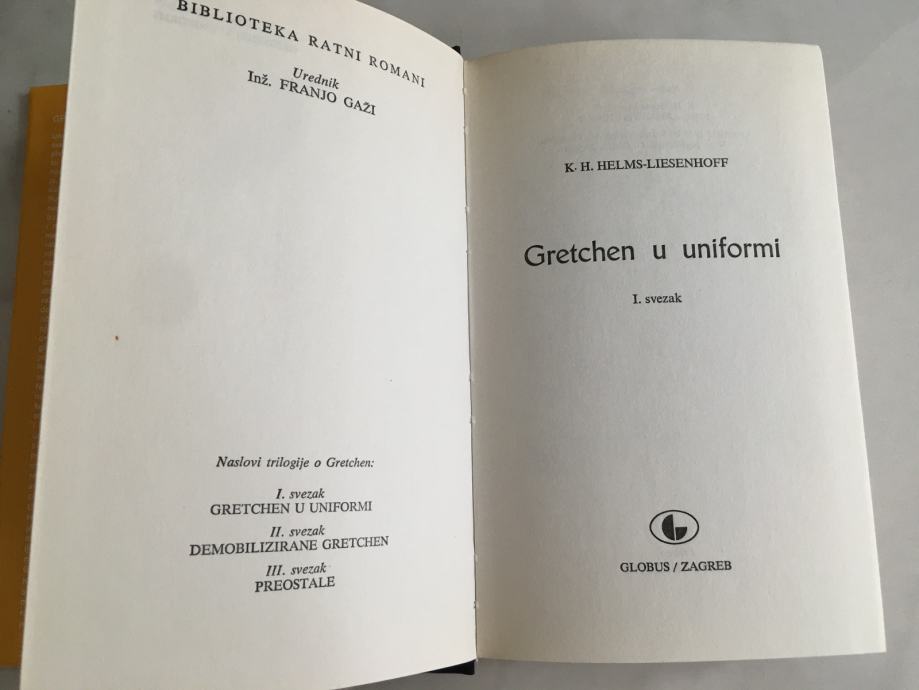 BIBLIOTEKA RATNI ROMANI
Urednik
Inž. FRANJO GAŽI
Naslovi trilogije o Gretchen:
I. svezak
GRETCHEN U UNIFORMI
II. svezak
DEMOBILIZIRANE GRETCHEN
III. svezak
PREOSTALE
K. H. HELMS-LIESENHOFF
Gretchen u uniformi
I. svezak
GLOBUS / ZAGREB